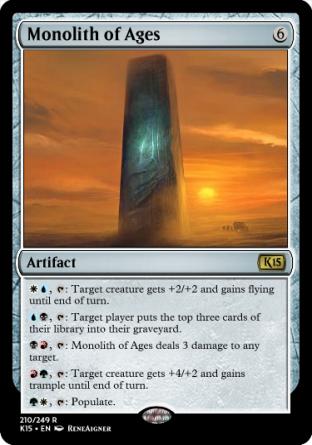 Monolith of Ages 6
K15
Artifact
: Target creature gets +2/+2 and gains flying
until end of turn.
: Target player puts the top three cards of
their library into their graveyard.
: Monolith of Ages deals 3 damage to any
target.
: Target creature gets +4/+2 and gains
trample until end of turn.
: Populate.
210/249 R
K15 • EN RENEAIGNER